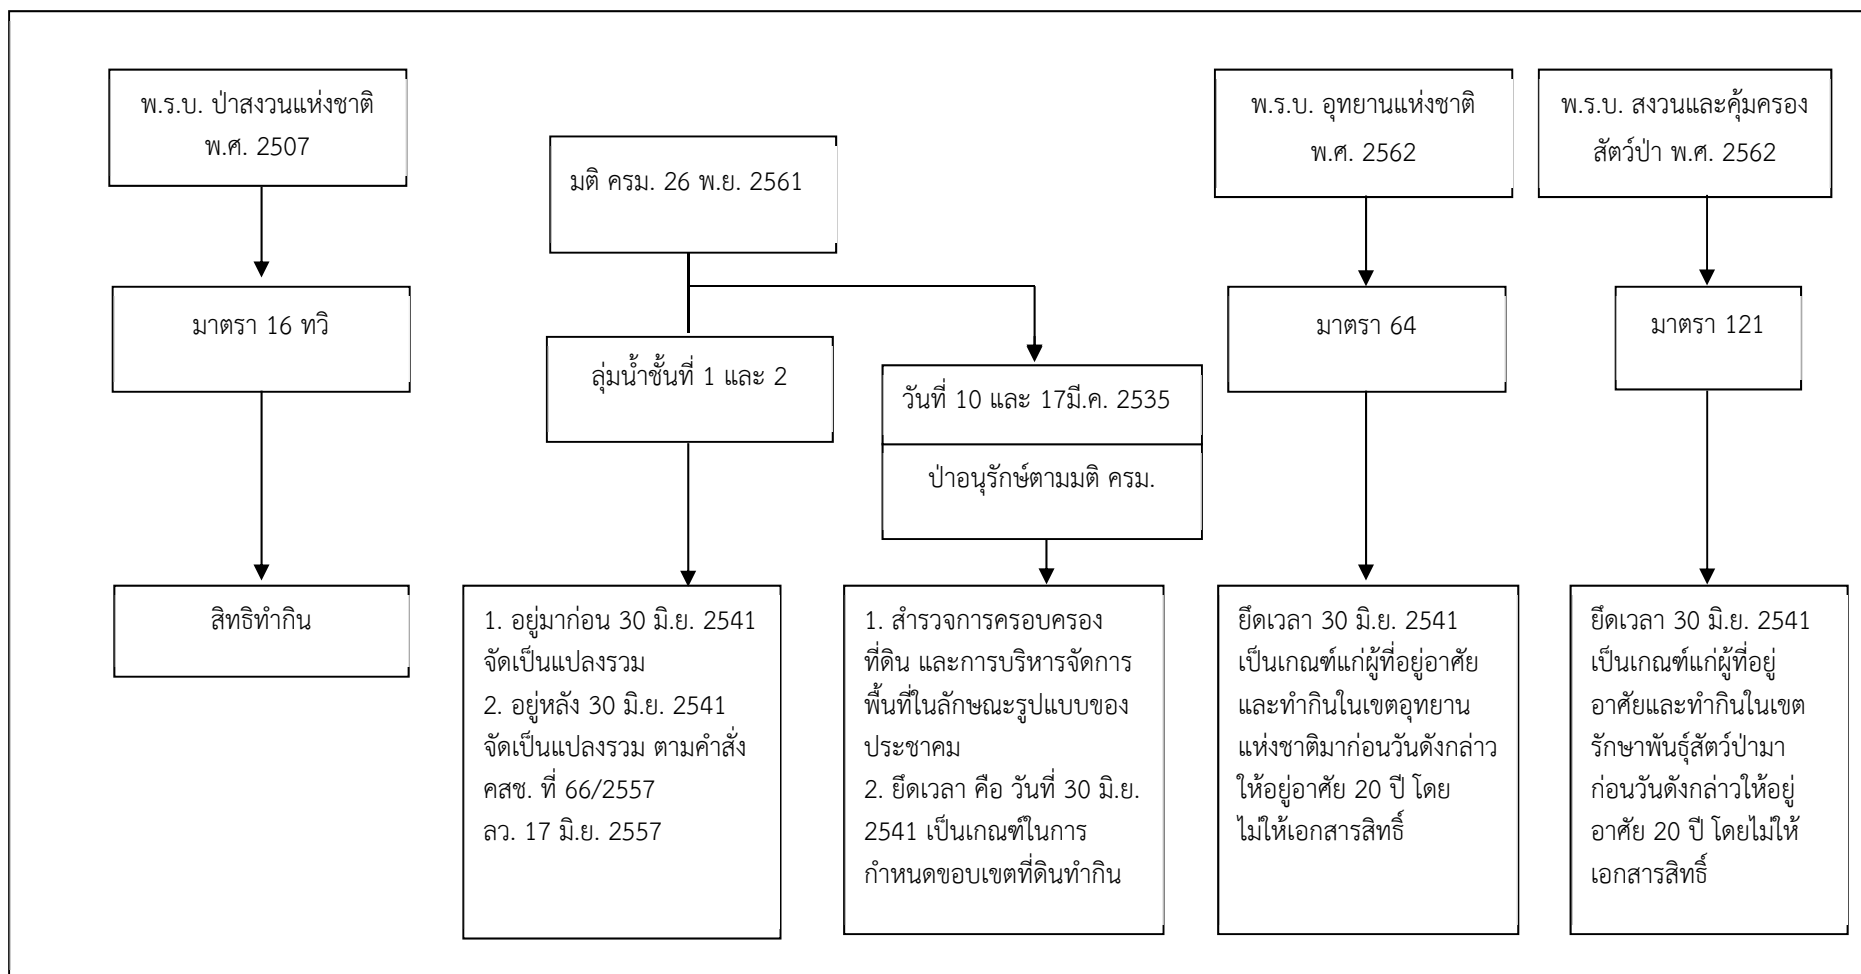 พ.ร.บ. ป่าสงวนแห่งชาติ
พ.ศ. 2507
มาตรา 16 ทวิ
สิทธิทำกิน
มติ ครม. 26 พ.ย. 2561
ลุ่มน้ำชั้นที่ 1 และ 2
1. อยู่มาก่อน 30 มิ.ย. 2541
จัดเป็นแปลงรวม
2. อยู่หลัง 30 มิ.ย. 2541
จัดเป็นแปลงรวม ตามคำสั่ง
คสช. ที่ 66/2557
ลว. 17 มิ.ย. 2557
วันที่ 10 และ 17มี.ค. 2535
ป่าอนุรักษ์ตามมติ ครม.
1. สำรวจการครอบครอง
ที่ดิน และการบริหารจัดการ
พื้นที่ในลักษณะรูปแบบของ
ประชาคม
2. ยึดเวลา คือ วันที่ 30 มิ.ย.
2541 เป็นเกณฑ์ในการ
กำหนดขอบเขตที่ดินทำกิน
พ.ร.บ. อุทยานแห่งชาติ
พ.ศ. 2562
มาตรา 64
ยึดเวลา 30 มิ.ย. 2541
เป็นเกณฑ์แก่ผู้ที่อยู่อาศัย
และทำกินในเขตอุทยาน
แห่งชาติมาก่อนวันดังกล่าว
ให้อยู่อาศัย 20 ปี โดย
ไม่ให้เอกสารสิทธิ์
พ.ร.บ. สงวนและคุ้มครอง
สัตว์ป่า พ.ศ. 2562
มาตรา 121
ยึดเวลา 30 มิ.ย. 2541
เป็นเกณฑ์แก่ผู้ที่อยู่
อาศัยและทำกินในเขต
รักษาพันธุ์สัตว์ป่ามา
ก่อนวันดังกล่าวให้อยู่
อาศัย 20 ปี โดยไม่ให้
เอกสารสิทธิ์